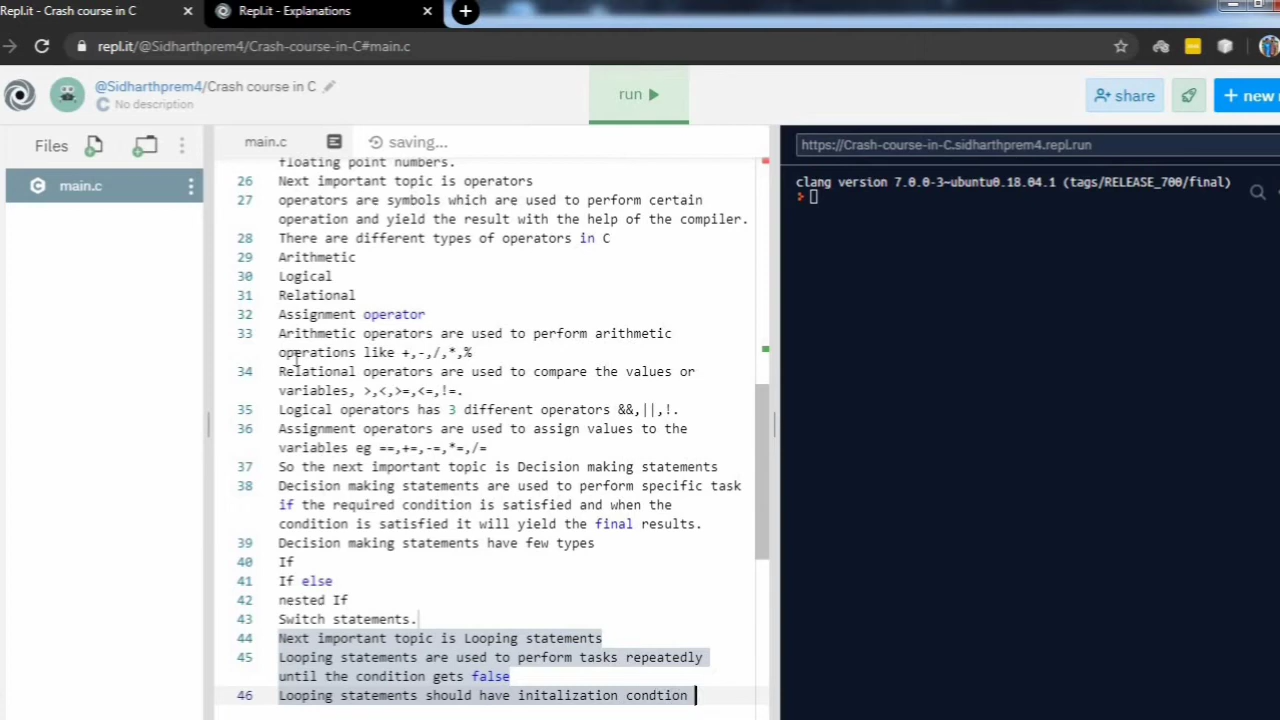 Repl.it - Crash course in C
Repl.it - Explanations
repl.it/@Sidharthprem4/Crash-course-in-C#main.c
@Sidharthprem4/Crash course in C
No description
run
share
+ new
Files
main.c
saving...
main.c
https://Crash-course-in-C.sidharthprem4.repl.run
clang version 7.0.0-3~ubuntu0.18.04.1 (tags/RELEASE_700/final)
floating point numbers.
26 Next important topic is operators
27 operators are symbols which are used to perform certain
operation and yield the result with the help of the compiler.
28 There are different types of operators in C
29 Arithmetic
30 Logical
31 Relational
32 Assignment operator
33 Arithmetic operators are used to perform arithmetic
operations like +,-,/,*,%
34 Relational operators are used to compare the values or
variables, >,<,>=,<=,!=.
35 Logical operators has 3 different operators &&,||,!.
36 Assignment operators are used to assign values to the
variables eg ==,+=,-=,*=,/=
37 So the next important topic is Decision making statements
38 Decision making statements are used to perform specific task
if the required condition is satisfied and when the
condition is satisfied it will yield the final results.
39 Decision making statements have few types
40 If
41 If else
42 nested If
43 Switch statements.
44 Next important topic is Looping statements
45 Looping statements are used to perform tasks repeatedly
until the condition gets false
46 Looping statements should have initalization condtion